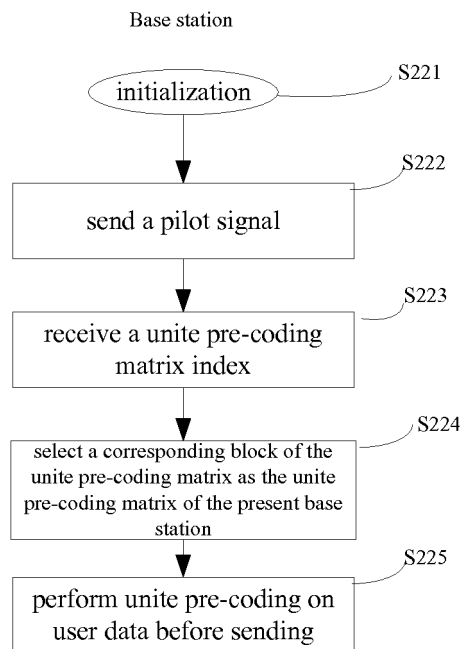 Base station
S221
initialization
S222
send a pilot signal
S223
receive a unite pre-coding
matrix index
S224
select a corresponding block of the
unite pre-coding matrix as the unite
pre-coding matrix of the present base
station
S225
perform unite pre-coding on
user data before sending